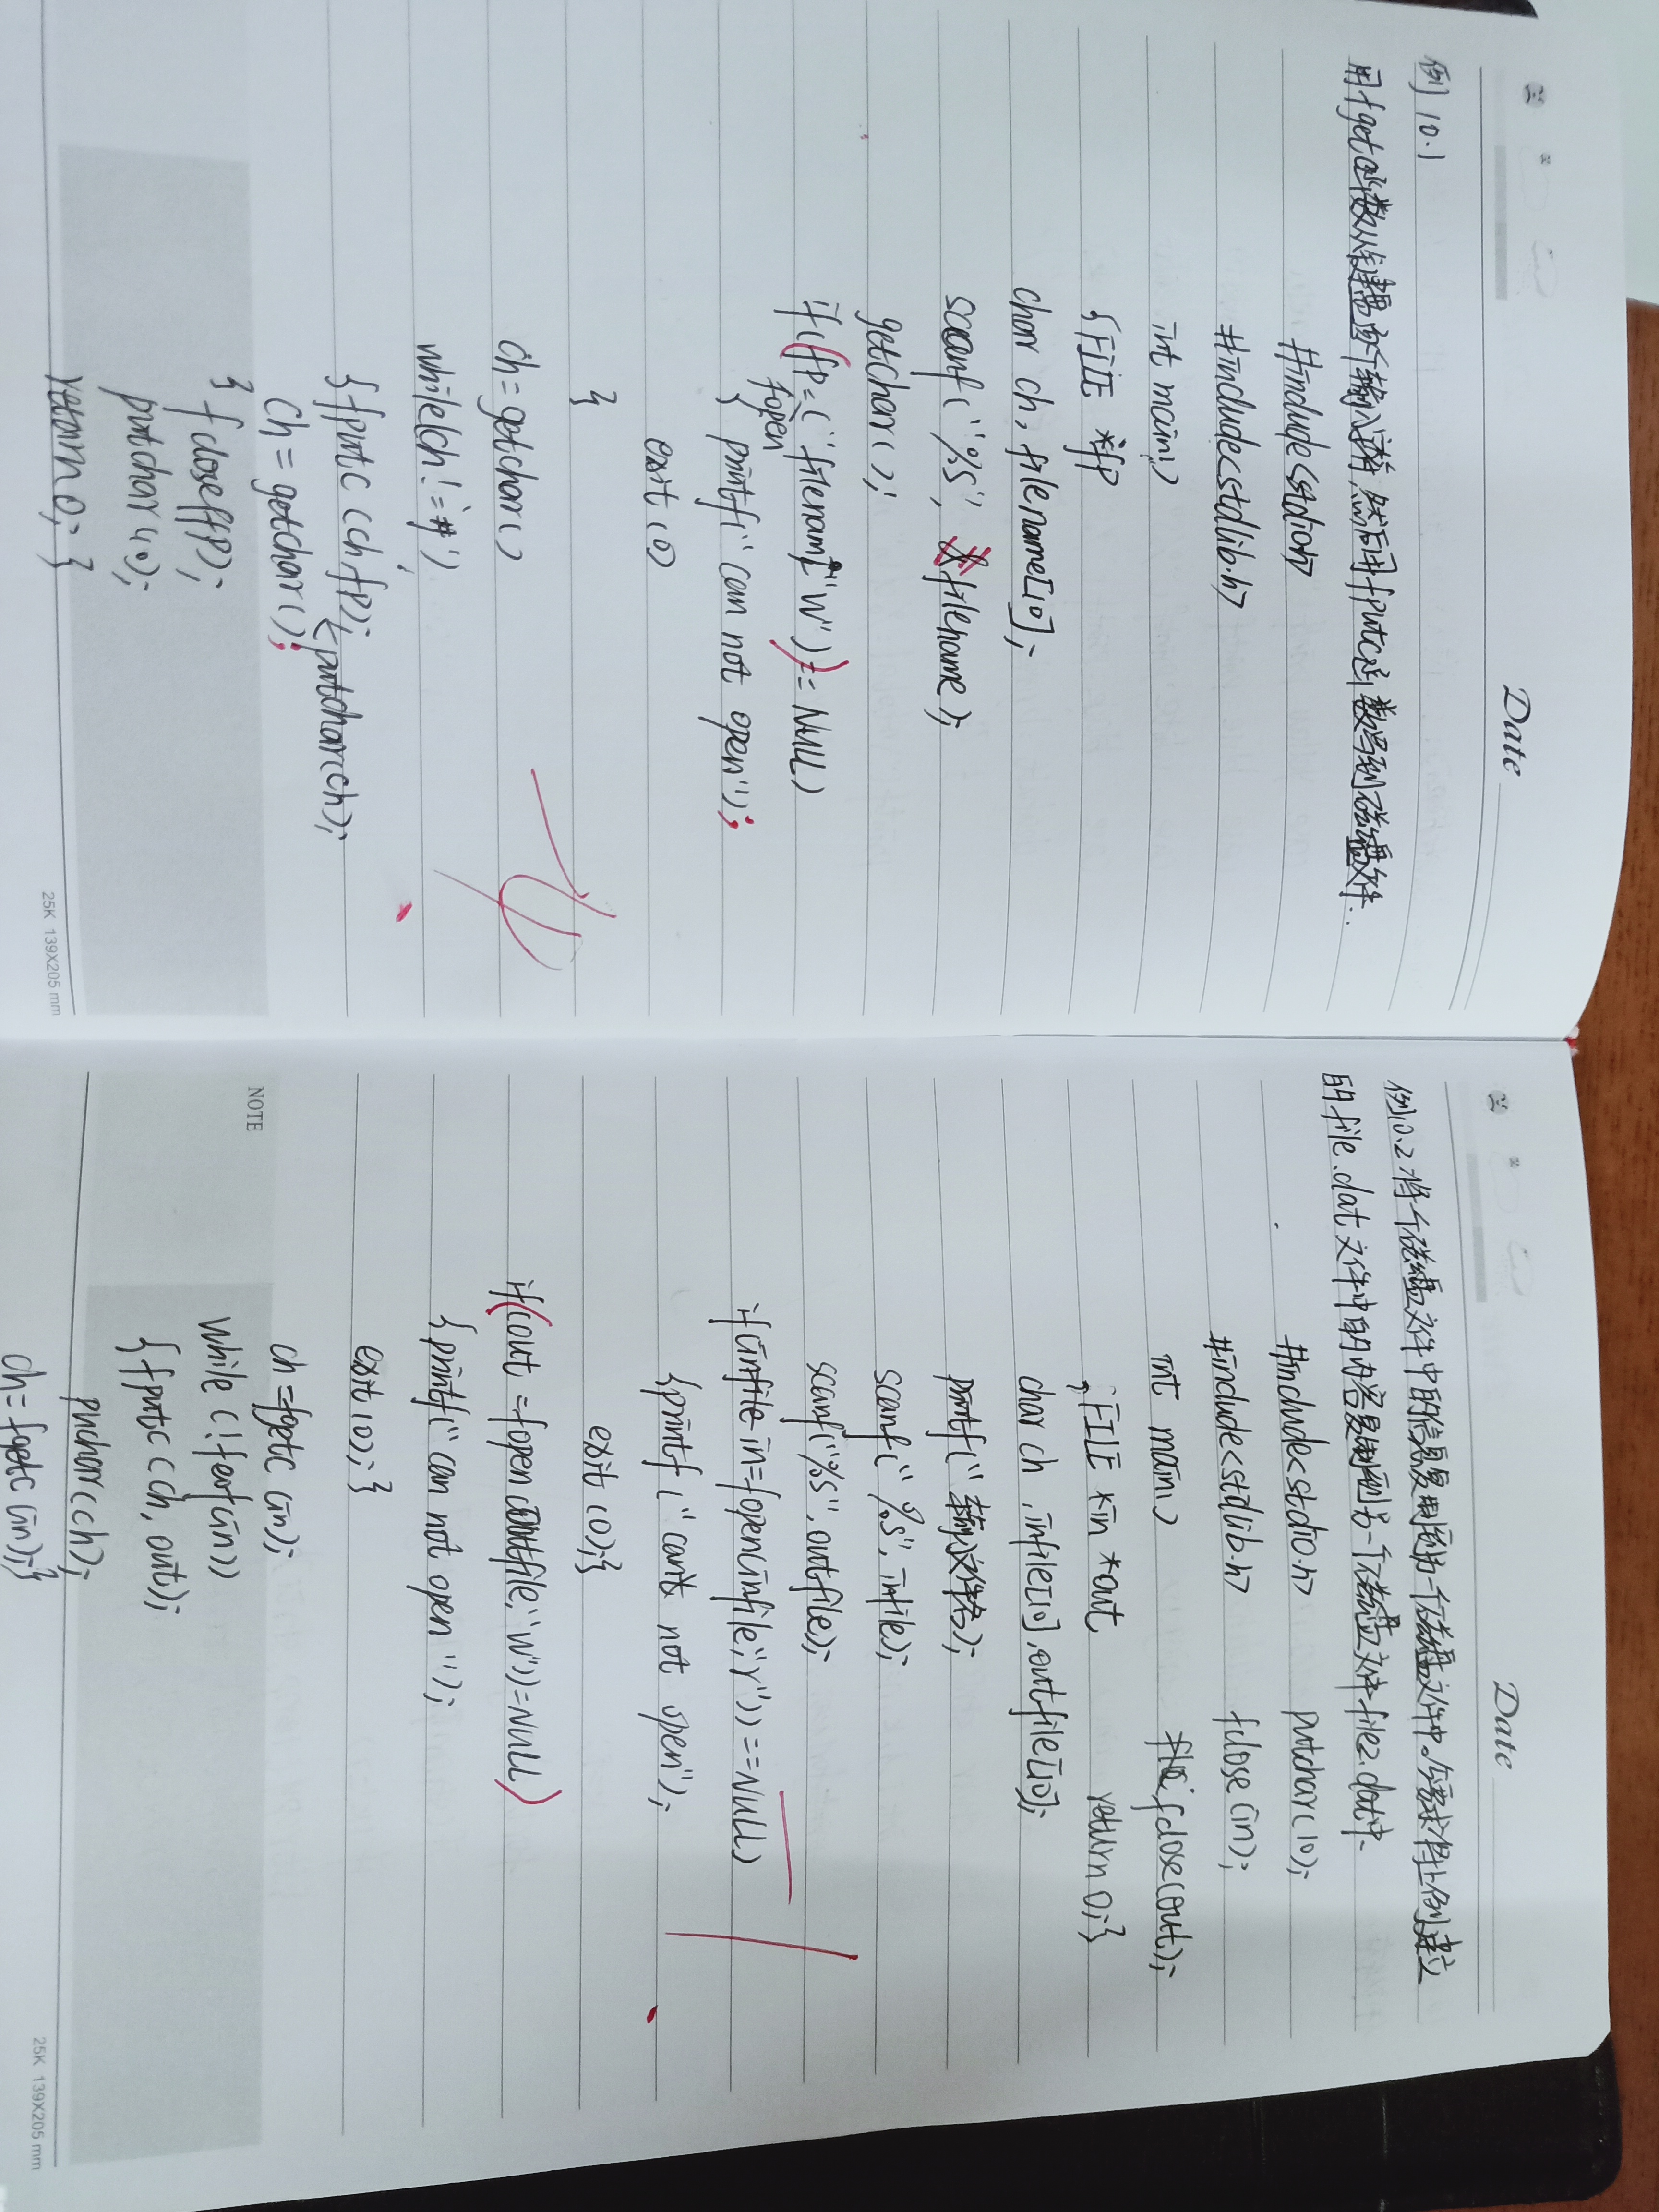 Date
例10.1
用fget函数从键盘逐个输入字符,然后用fputc函数写到磁盘文件.
#include<stdioh>
#include<stdlib.h>
int main()
{FILE *fp
char ch, filename[10];
scanf("%s", filename);
getchar();
if(fp=("filenam","w"))==NULL)
fopen
} printf("can not open");
exit(0)
}
ch=getchar()
while(ch!='#')
{fputc(ch fp);
putchar(ch);
ch=getchar();
} fclose(fp);
putchar(10);
return 0; }
25K 139X205 mm
Date
例10.2将一个磁盘文件中的信息复制到另一个磁盘文件中。今要求将上例建立
的file.dat文件中的内容复制到另一个磁盘文件file2.dat中.
#include<stdio.h> putchar(10);
#include<stdlib.h> fclose(in);
int main() fclose(out);
{FILE *in *out, return 0;}
char ch, infile[10],outfile[10];
printf("输入文件名);
scanf("%s",infile);
scanf("%s",outfile);
if(infile in=fopen(infile,"r"))==NULL)
{printf("can not open");
exit(0);}
if(out=fopen(outfile,"w")=NULL)
{printf("can not open");
exit(0);}
ch=fgetc(in);
while(!feof(in))
{fputc(ch,out);
NOTE
puchar(ch);
ch=fgetc(in);}
25K 139X205 mm